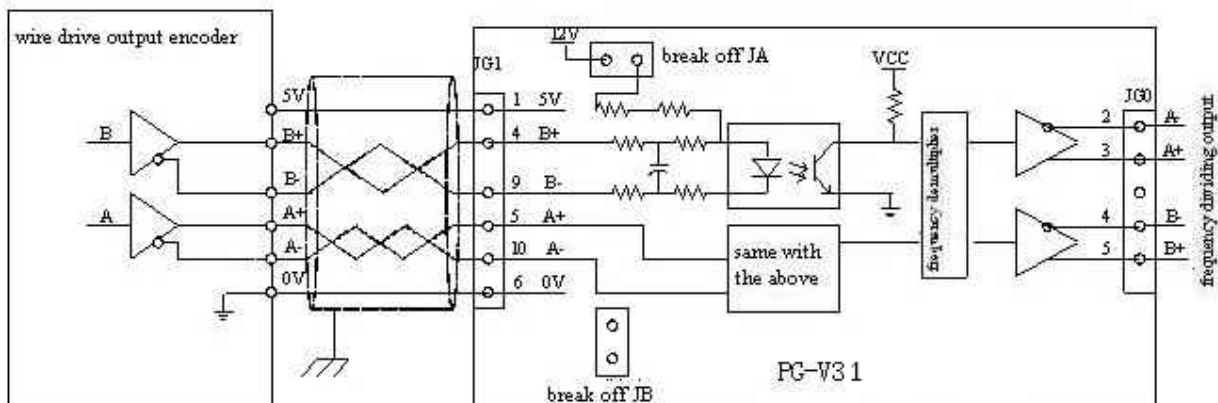 wire drive output encoder
B
A
5V
B+
B-
A+
A-
0V
JG1
1 5V
4 B+
9 B-
5 A+
10 A-
6 0V
12V
break off JA
break off JB
same with
the above
VCC
frequency demultiplier
PG-V31
JG0
2 A-
3 A+
4 B-
5 B+
frequency dividing output